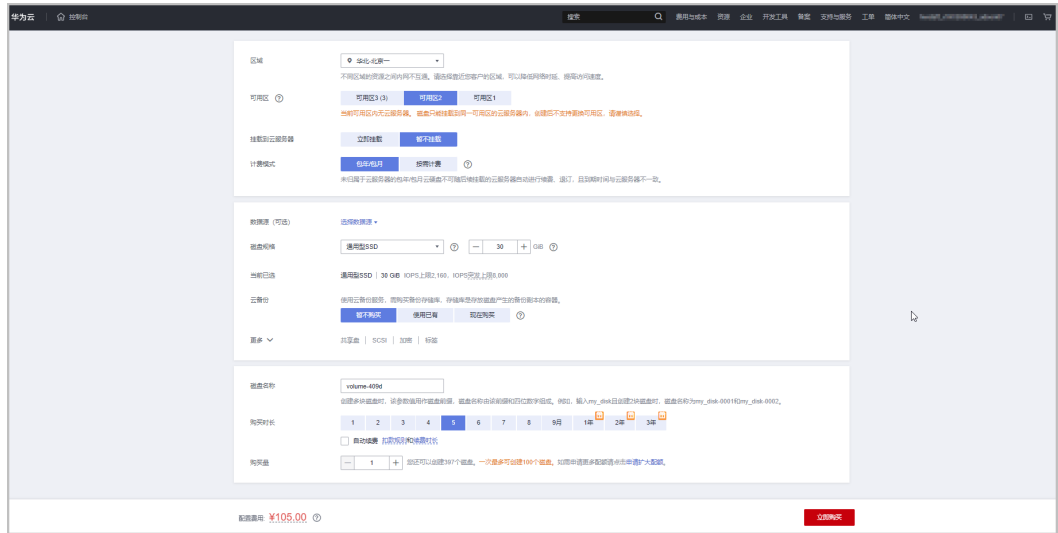 华为云 控制台 搜索 费用与成本 资源 企业 开发工具 备案 支持与服务 工单 简体中文
区域 华北-北京一
不同区域的资源之间内网不互通。请选择靠近您客户的区域，可以降低网络时延、提高访问速度。
可用区 可用区3 (3) 可用区2 可用区1
当前可用区内无云服务器。磁盘只能挂载到同一可用区的云服务器内，创建后不支持更换可用区，请谨慎选择。
挂载到云服务器 立即挂载 暂不挂载
计费模式 包年/包月 按需计费
未归属于云服务器的包年/包月云硬盘不可随后续挂载的云服务器自动进行续费、退订，且到期时间与云服务器不一致。
数据源（可选） 选择数据源
磁盘规格 通用型SSD − 30 + GiB
当前已选 通用型SSD | 30 GiB IOPS上限2,160，IOPS突发上限8,000
云备份 使用云备份服务，需购买备份存储库，存储库是存放磁盘产生的备份副本的容器。
暂不购买 使用已有 现在购买
更多 共享盘 | SCSI | 加密 | 标签
磁盘名称 volume-409d
创建多块磁盘时，该参数值用作磁盘前缀，磁盘名称由该前缀和四位数字组成。例如，输入my_disk且创建2块磁盘时，磁盘名称为my_disk-0001和my_disk-0002。
购买时长 1 2 3 4 5 6 7 8 9月 1年 2年 3年
自动续费 扣款规则和续费时长
购买量 − 1 + 您还可以创建397个磁盘。一次最多可创建100个磁盘。如需申请更多配额请点击申请扩大配额。
配置费用 ¥105.00 立即购买